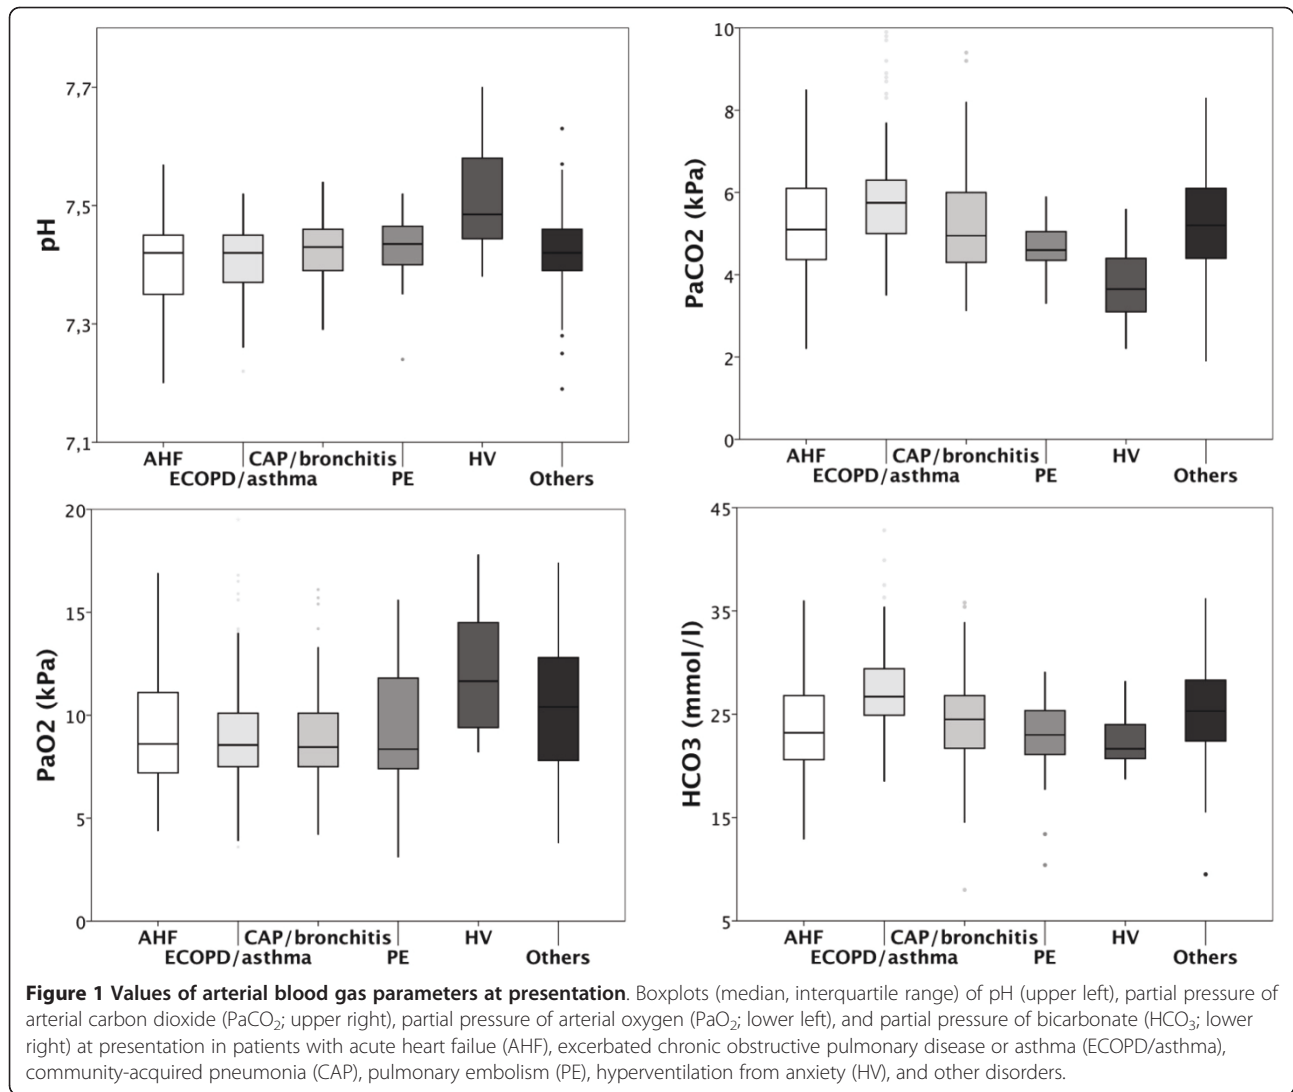 7,7
7,5
7,3
7,1
pH
AHF
CAP/bronchitis
HV
ECOPD/asthma
PE
Others
10
8
6
4
2
0
PaCO2 (kPa)
AHF
CAP/bronchitis
HV
ECOPD/asthma
PE
Others
20
15
10
5
0
PaO2 (kPa)
AHF
CAP/bronchitis
HV
ECOPD/asthma
PE
Others
45
35
25
15
5
HCO3 (mmol/l)
AHF
CAP/bronchitis
HV
ECOPD/asthma
PE
Others
Figure 1 Values of arterial blood gas parameters at presentation. Boxplots (median, interquartile range) of pH (upper left), partial pressure of
arterial carbon dioxide (PaCO₂; upper right), partial pressure of arterial oxygen (PaO₂; lower left), and partial pressure of bicarbonate (HCO₃; lower
right) at presentation in patients with acute heart failue (AHF), excerbated chronic obstructive pulmonary disease or asthma (ECOPD/asthma),
community-acquired pneumonia (CAP), pulmonary embolism (PE), hyperventilation from anxiety (HV), and other disorders.